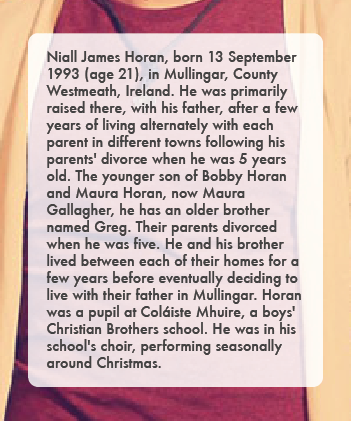 Niall James Horan, born 13 September
1993 (age 21), in Mullingar, County
Westmeath, Ireland. He was primarily
raised there, with his father, after a few
years of living alternately with each
parent in different towns following his
parents' divorce when he was 5 years
old. The younger son of Bobby Horan
and Maura Horan, now Maura
Gallagher, he has an older brother
named Greg. Their parents divorced
when he was five. He and his brother
lived between each of their homes for a
few years before eventually deciding to
live with their father in Mullingar. Horan
was a pupil at Coláiste Mhuire, a boys'
Christian Brothers school. He was in his
school's choir, performing seasonally
around Christmas.